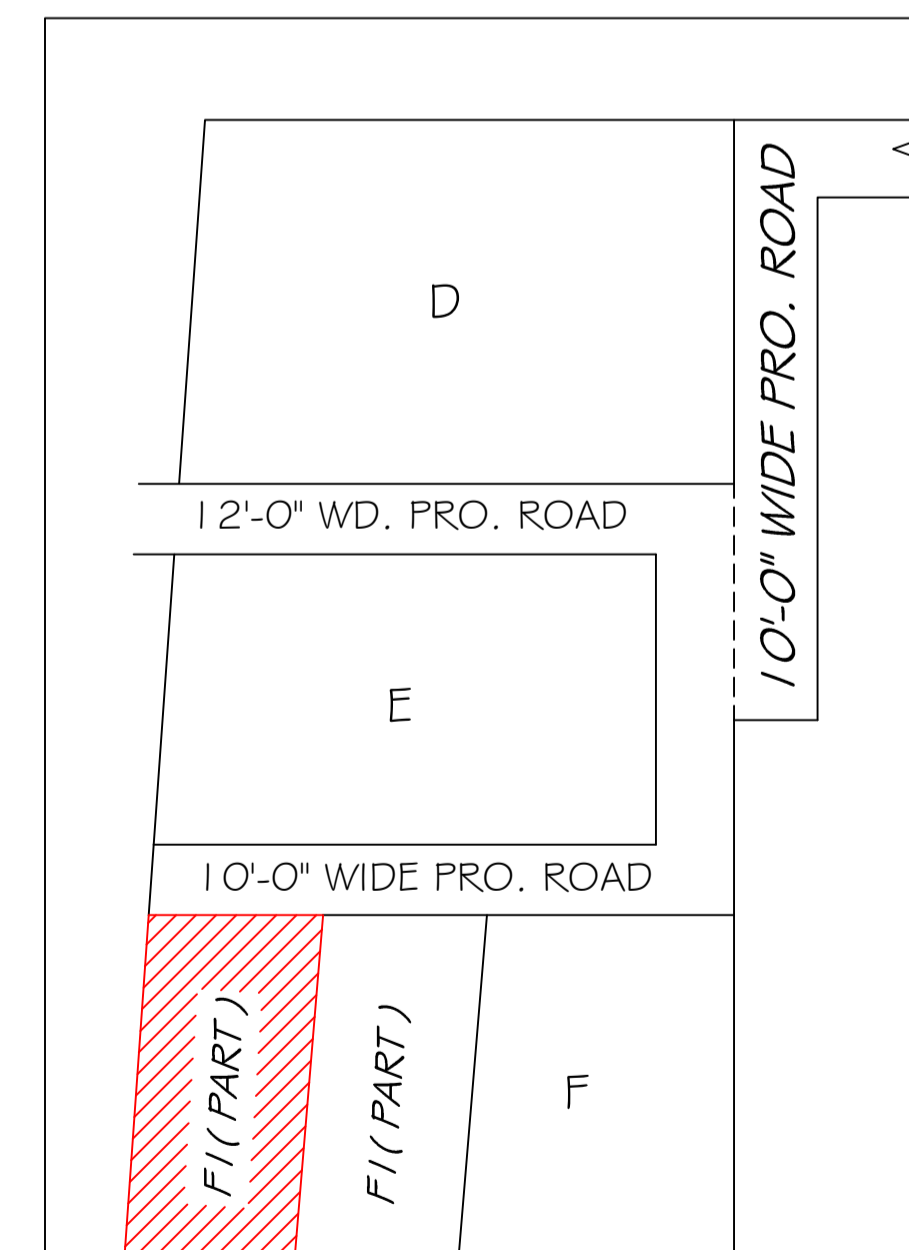 D
10'-0" WIDE PRO. ROAD
12'-0" WD. PRO. ROAD
E
10'-0" WIDE PRO. ROAD
F1(PART)
F1(PART)
F